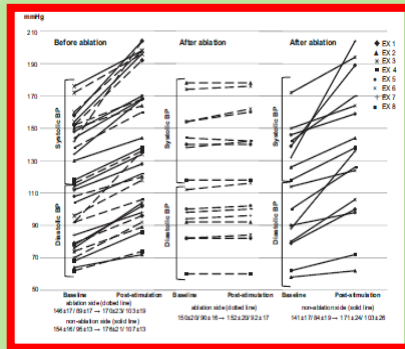 mmHg
210
190
170
150
130
110
90
70
50
Before ablation
After ablation
After ablation
EX 1
EX 2
EX 3
EX 4
EX 5
EX 6
EX 7
EX 8
Systolic BP
Diastolic BP
Systolic BP
Diastolic BP
Systolic BP
Diastolic BP
Baseline Post-stimulation
ablation side (dotted line)
146±17/89±17 → 170±23/103±19
non-ablation side (solid line)
154±16/95±13 → 176±21/107±13
Baseline Post-stimulation
ablation side (dotted line)
150±20/90±16 → 152±20/92±17
Baseline Post-stimulation
non-ablation side (solid line)
141±17/84±19 → 171±24/103±26